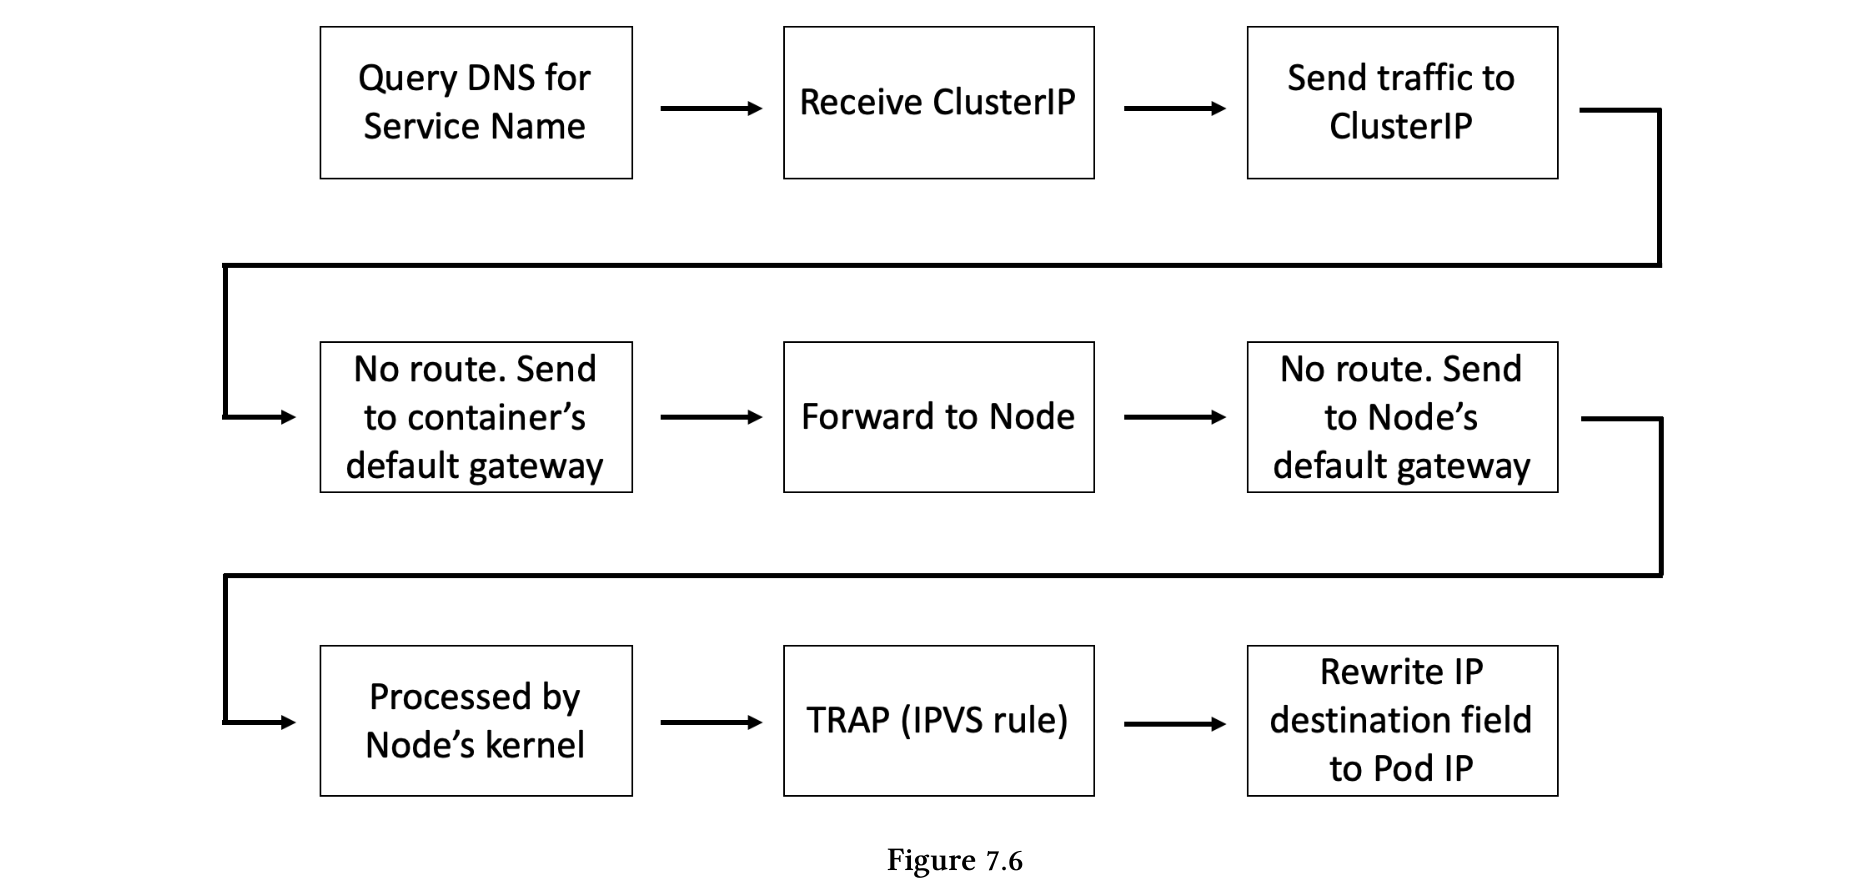 Query DNS for
Service Name
Receive ClusterIP
Send traffic to
ClusterIP
No route. Send
to container’s
default gateway
Forward to Node
No route. Send
to Node’s
default gateway
Processed by
Node’s kernel
TRAP (IPVS rule)
Rewrite IP
destination field
to Pod IP
Figure 7.6